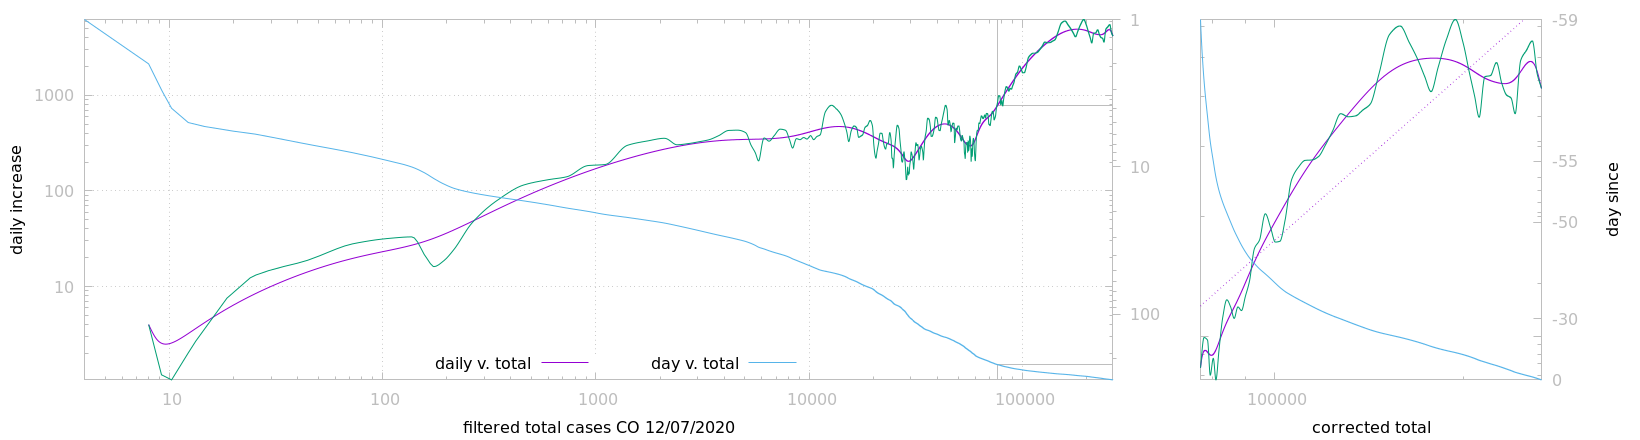 daily increase
1000
100
10
10
100
1000
10000
100000
1
10
100
daily v. total
day v. total
filtered total cases CO 12/07/2020
100000
corrected total
-59
-55
-50
-30
0
day since